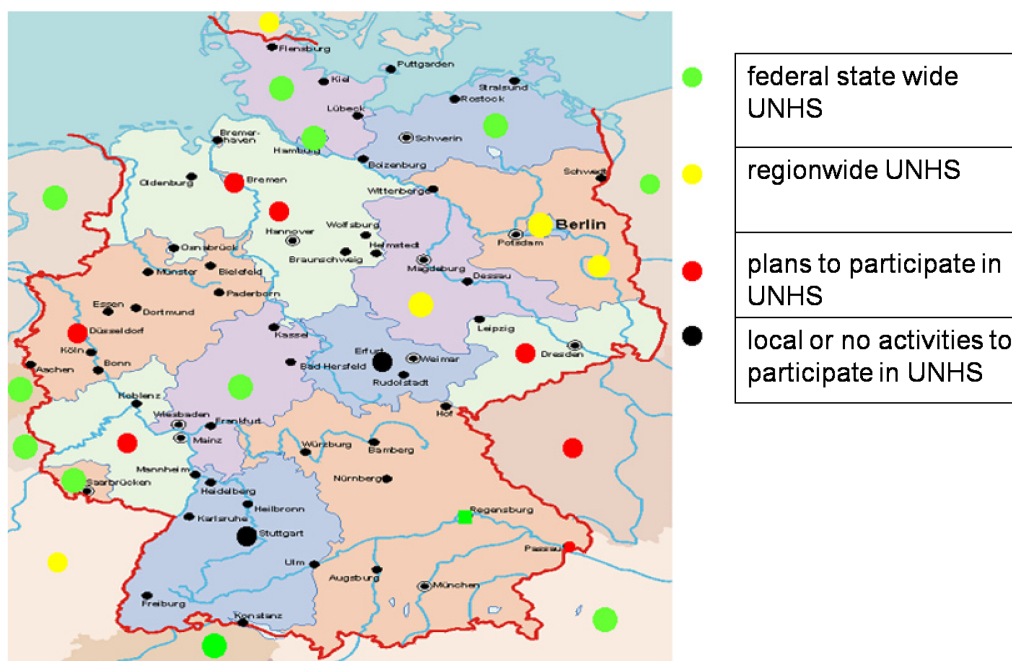 Flensburg
Puttgarden
Kiel
Stralsund
Rostock
Lübeck
Bremer-
haven
Schwerin
Hamburg
Boizenburg
Oldenburg
Bremen
Wittenberge
Schwedt
Wolfsburg
Berlin
Hannover
Helmstedt
Potsdam
Osnabrück
Braunschweig
Magdeburg
Münster
Bielefeld
Dessau
Paderborn
Essen
Dortmund
Leipzig
Düsseldorf
Kassel
Köln
Erfurt
Weimar
Dresden
Bonn
Bad Hersfeld
Aachen
Rudolstadt
Koblenz
Hof
Wiesbaden
Frankfurt
Mainz
Würzburg
Bamberg
Mannheim
Saarbrücken
Heidelberg
Nürnberg
Heilbronn
Karlsruhe
Regensburg
Stuttgart
Passau
Ulm
Augsburg
München
Freiburg
Konstanz
federal state wide
UNHS
regionwide UNHS
plans to participate in
UNHS
local or no activities to
participate in UNHS